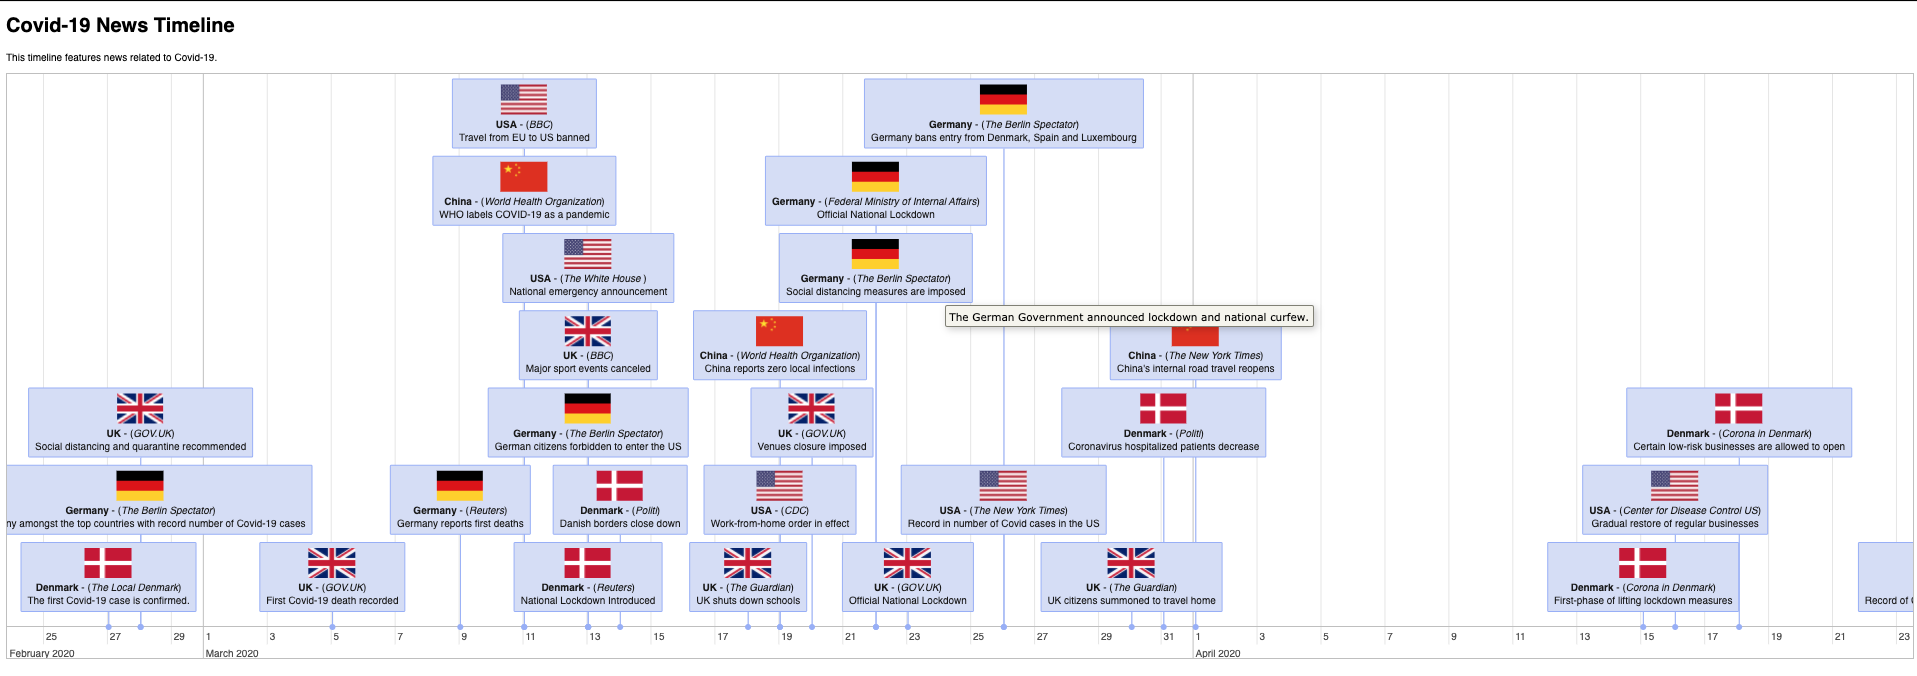 Covid-19 News Timeline
This timeline features news related to Covid-19.
USA - (BBC)
Travel from EU to US banned
Germany - (The Berlin Spectator)
Germany bans entry from Denmark, Spain and Luxembourg
China - (World Health Organization)
WHO labels COVID-19 as a pandemic
Germany - (Federal Ministry of Internal Affairs)
Official National Lockdown
USA - (The White House )
National emergency announcement
Germany - (The Berlin Spectator)
Social distancing measures are imposed
The German Government announced lockdown and national curfew.
UK - (BBC)
Major sport events canceled
China - (World Health Organization)
China reports zero local infections
China - (The New York Times)
China's internal road travel reopens
UK - (GOV.UK)
Social distancing and quarantine recommended
Germany - (The Berlin Spectator)
German citizens forbidden to enter the US
UK - (GOV.UK)
Venues closure imposed
Denmark - (Politi)
Coronavirus hospitalized patients decrease
Denmark - (Corona in Denmark)
Certain low-risk businesses are allowed to open
Germany - (The Berlin Spectator)
ny amongst the top countries with record number of Covid-19 cases
Germany - (Reuters)
Germany reports first deaths
Denmark - (Politi)
Danish borders close down
USA - (CDC)
Work-from-home order in effect
USA - (The New York Times)
Record in number of Covid cases in the US
USA - (Center for Disease Control US)
Gradual restore of regular businesses
Denmark - (The Local Denmark)
The first Covid-19 case is confirmed.
UK - (GOV.UK)
First Covid-19 death recorded
Denmark - (Reuters)
National Lockdown Introduced
UK - (The Guardian)
UK shuts down schools
UK - (GOV.UK)
Official National Lockdown
UK - (The Guardian)
UK citizens summoned to travel home
Denmark - (Corona in Denmark)
First-phase of lifting lockdown measures
Record of
25 27 29 1 3 5 7 9 11 13 15 17 19 21 23 25 27 29 31 1 3 5 7 9 11 13 15 17 19 21 23
February 2020 March 2020 April 2020